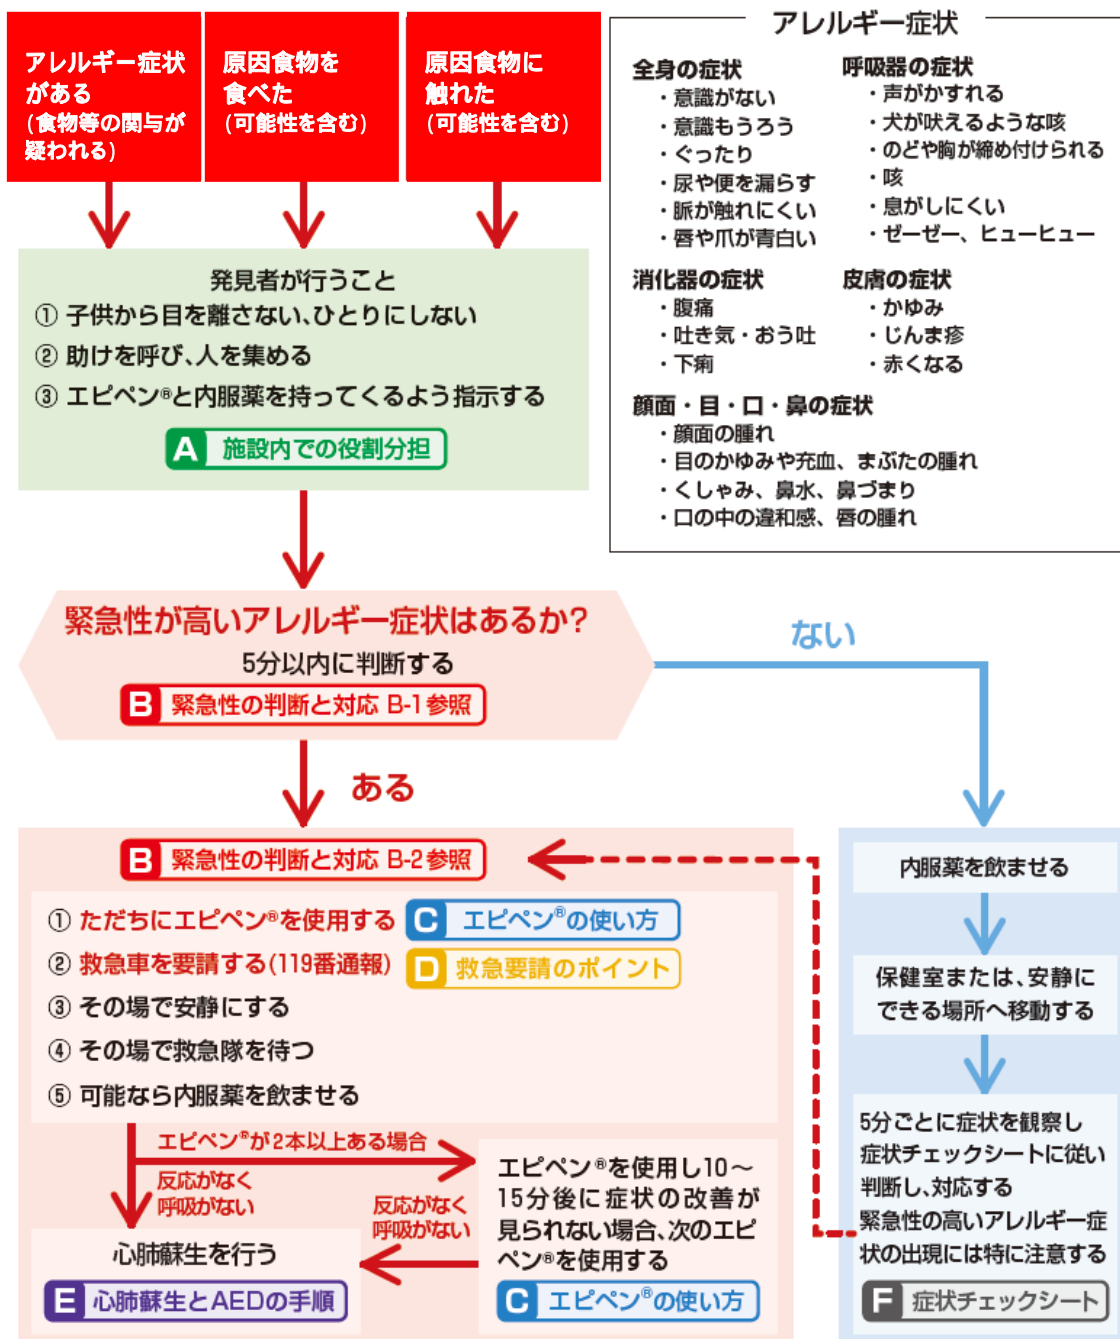 アレルギー症状
がある
(食物等の関与が
疑われる)
原因食物を
食べた
(可能性を含む)
原因食物に
触れた
(可能性を含む)
アレルギー症状
全身の症状
・意識がない
・意識もうろう
・ぐったり
・尿や便を漏らす
・脈が触れにくい
・唇や爪が青白い
呼吸器の症状
・声がかすれる
・犬が吠えるような咳
・のどや胸が締め付けられる
・咳
・息がしにくい
・ゼーゼー、ヒューヒュー
消化器の症状
・腹痛
・吐き気・おう吐
・下痢
皮膚の症状
・かゆみ
・じんま疹
・赤くなる
顔面・目・口・鼻の症状
・顔面の腫れ
・目のかゆみや充血、まぶたの腫れ
・くしゃみ、鼻水、鼻づまり
・口の中の違和感、唇の腫れ
発見者が行うこと
① 子供から目を離さない、ひとりにしない
② 助けを呼び、人を集める
③ エピペン®と内服薬を持ってくるよう指示する
A 施設内での役割分担
緊急性が高いアレルギー症状はあるか?
5分以内に判断する
B 緊急性の判断と対応 B-1参照
ない
ある
B 緊急性の判断と対応 B-2参照
① ただちにエピペン®を使用する C エピペン®の使い方
② 救急車を要請する(119番通報) D 救急要請のポイント
③ その場で安静にする
④ その場で救急隊を待つ
⑤ 可能なら内服薬を飲ませる
エピペン®が2本以上ある場合
反応がなく
呼吸がない
エピペン®を使用し10〜
15分後に症状の改善が
見られない場合、次のエピ
ペン®を使用する
C エピペン®の使い方
反応がなく
呼吸がない
心肺蘇生を行う
E 心肺蘇生とAEDの手順
内服薬を飲ませる
保健室または、安静に
できる場所へ移動する
5分ごとに症状を観察し
症状チェックシートに従い
判断し、対応する
緊急性の高いアレルギー症
状の出現には特に注意する
F 症状チェックシート